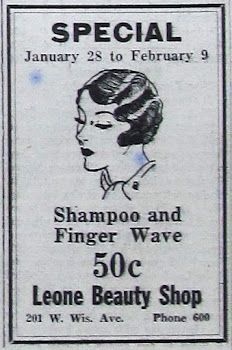 SPECIAL
January 28 to February 9
Shampoo and
Finger Wave
50c
Leone Beauty Shop
201 W. Wis. Ave. Phone 600